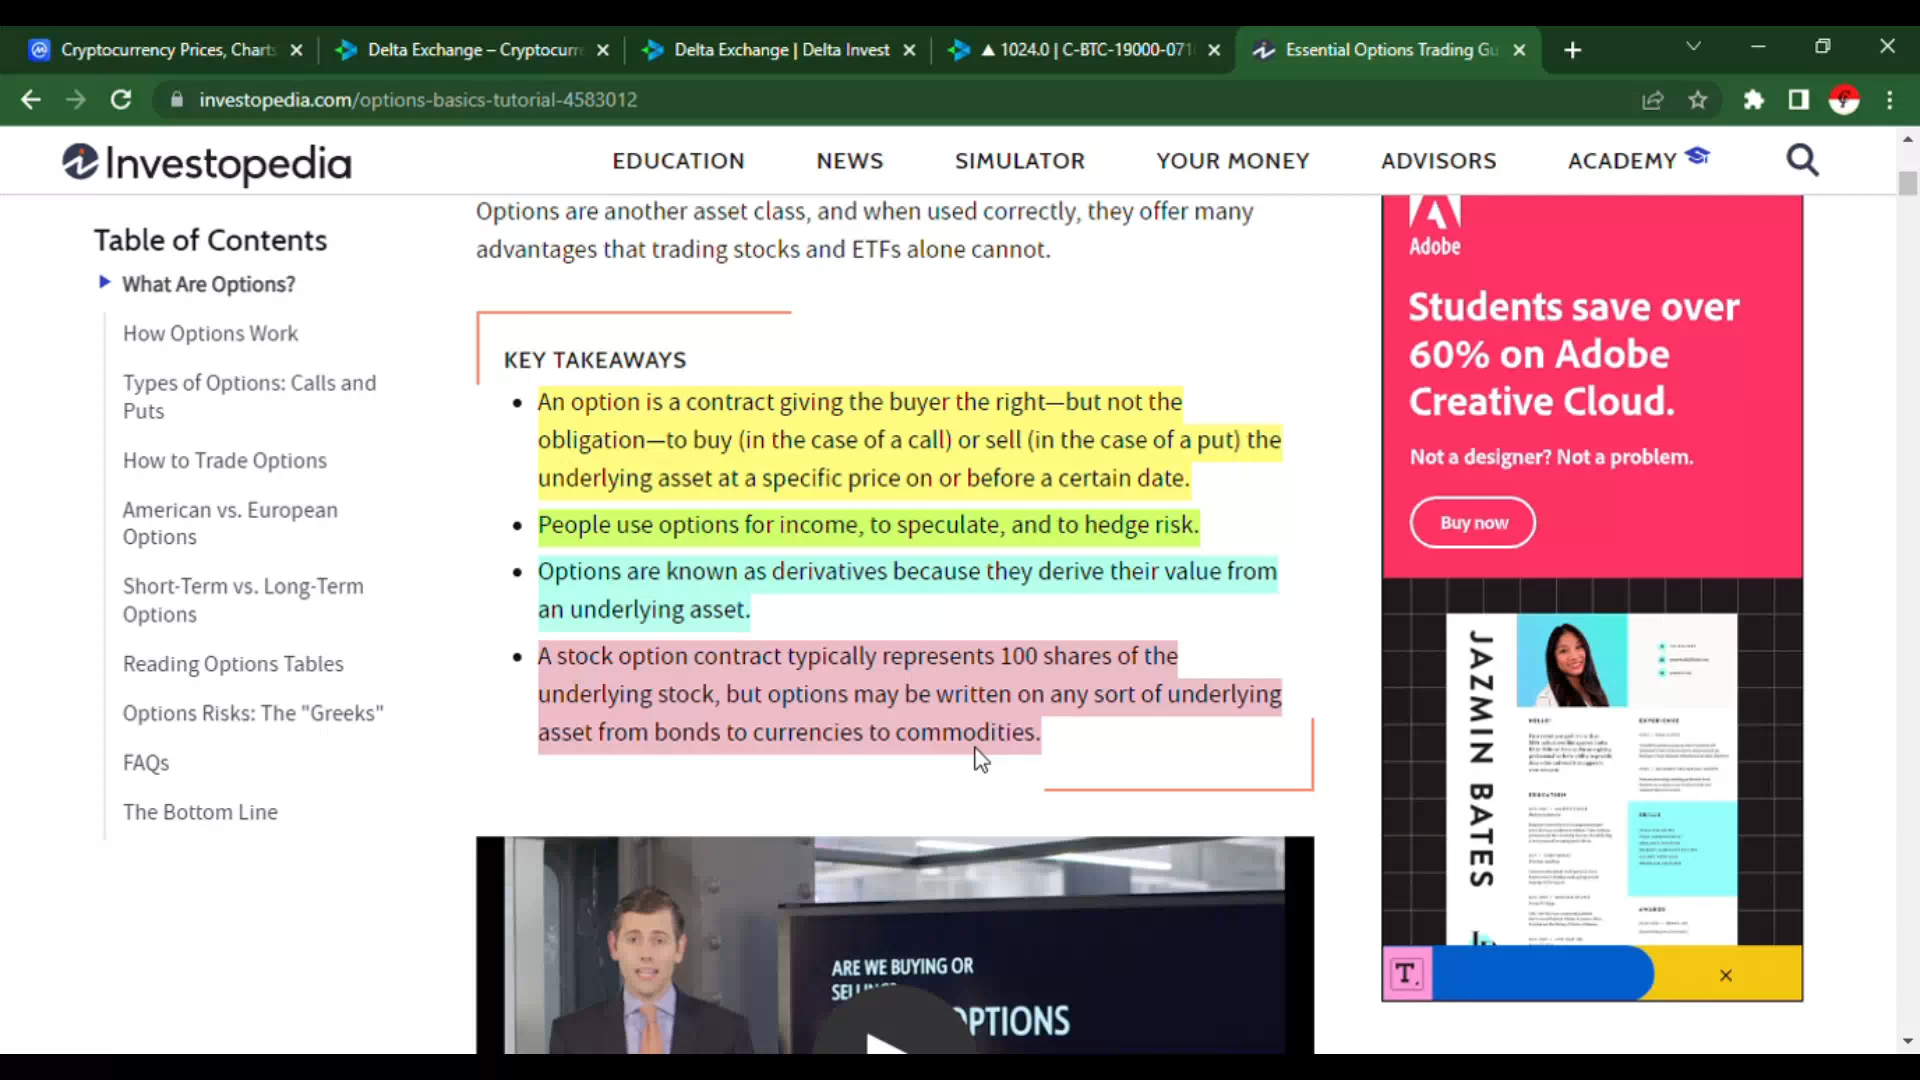 Cryptocurrency Prices, Charts
Delta Exchange – Cryptocurr
Delta Exchange | Delta Invest
▲ 1024.0 | C-BTC-19000-071
Essential Options Trading Gu
investopedia.com/options-basics-tutorial-4583012
Investopedia
EDUCATION
NEWS
SIMULATOR
YOUR MONEY
ADVISORS
ACADEMY
Table of Contents
What Are Options?
How Options Work
Types of Options: Calls and
Puts
How to Trade Options
American vs. European
Options
Short-Term vs. Long-Term
Options
Reading Options Tables
Options Risks: The "Greeks"
FAQs
The Bottom Line
Options are another asset class, and when used correctly, they offer many
advantages that trading stocks and ETFs alone cannot.
KEY TAKEAWAYS
• An option is a contract giving the buyer the right—but not the
obligation—to buy (in the case of a call) or sell (in the case of a put) the
underlying asset at a specific price on or before a certain date.
• People use options for income, to speculate, and to hedge risk.
• Options are known as derivatives because they derive their value from
an underlying asset.
• A stock option contract typically represents 100 shares of the
underlying stock, but options may be written on any sort of underlying
asset from bonds to currencies to commodities.
ARE WE BUYING OR
OPTIONS
Adobe
Students save over
60% on Adobe
Creative Cloud.
Not a designer? Not a problem.
Buy now
JAZMIN BATES
HELLO!
EXPERIENCE
EDUCATION
SKILLS
AWARDS
T.